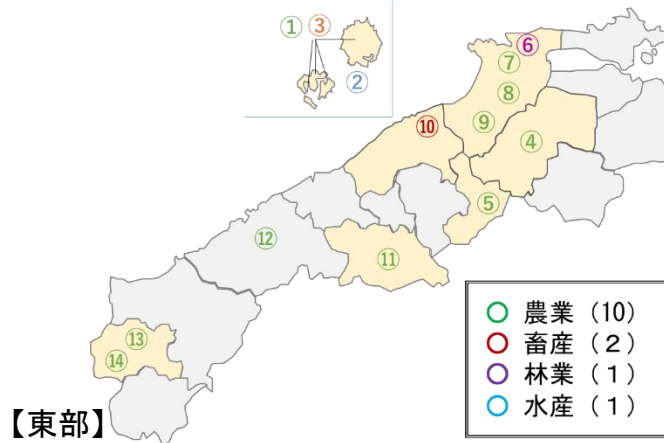 ① ③
②
⑥
⑦
⑧
⑩
⑨
④
⑤
⑫
⑪
⑬
⑭
農業（10）
畜産（２）
林業（１）
水産（１）
【東部】